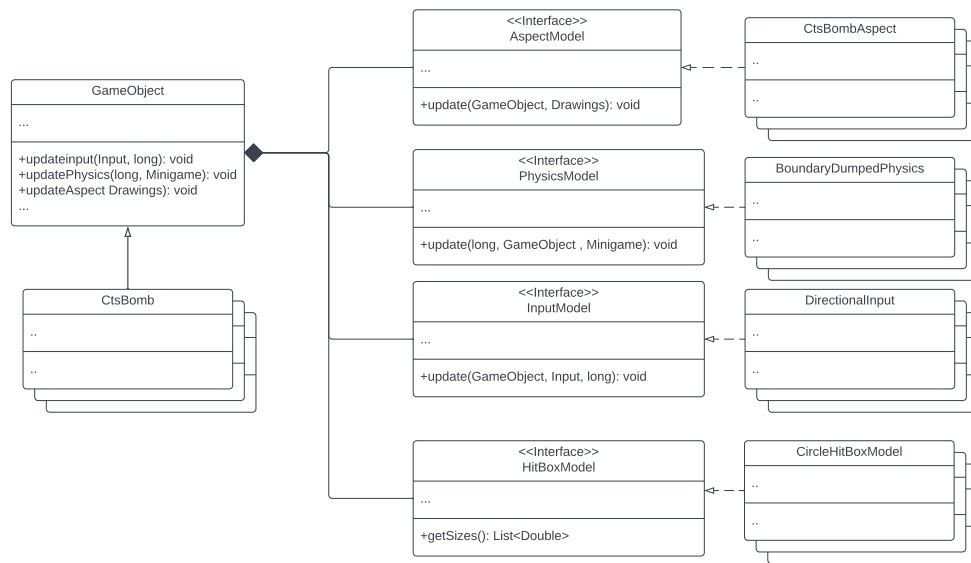 GameObject
...
+updateinput(Input, long): void
+updatePhysics(long, Minigame): void
+updateAspect Drawings): void
...
CtsBomb
..
..
<<Interface>>
AspectModel
...
+update(GameObject, Drawings): void
<<Interface>>
PhysicsModel
...
+update(long, GameObject , Minigame): void
<<Interface>>
InputModel
...
+update(GameObject, Input, long): void
<<Interface>>
HitBoxModel
...
+getSizes(): List<Double>
CtsBombAspect
..
..
BoundaryDumpedPhysics
..
..
DirectionalInput
..
..
CircleHitBoxModel
..
..